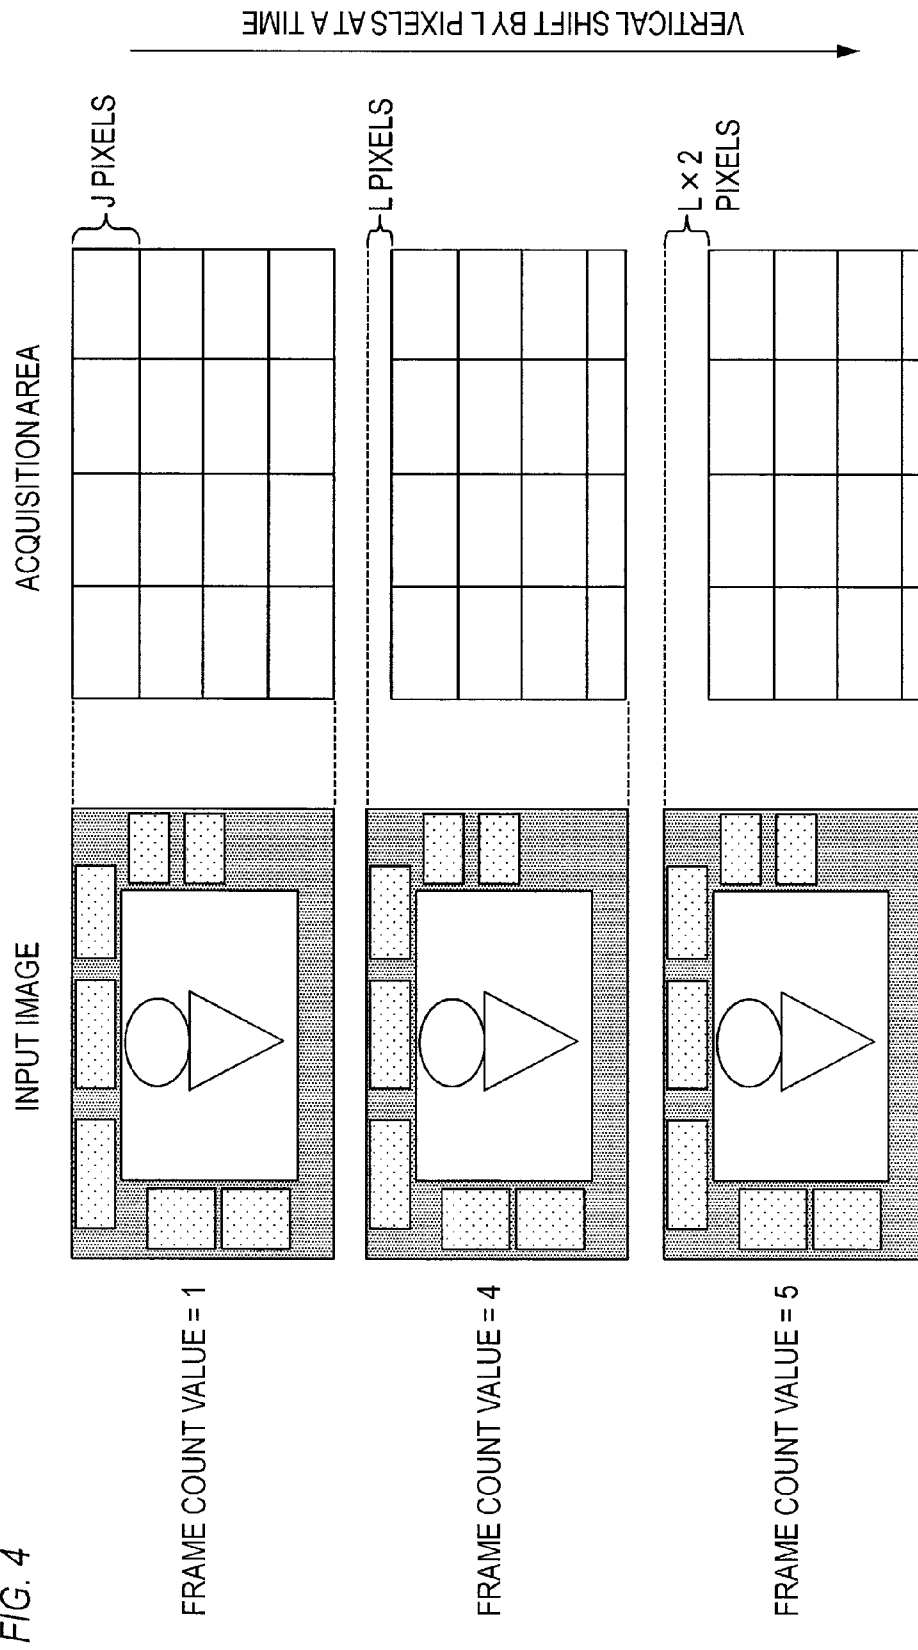 FIG. 4
INPUT IMAGE
ACQUISITION AREA
FRAME COUNT VALUE = 1
J PIXELS
FRAME COUNT VALUE = 4
L PIXELS
FRAME COUNT VALUE = 5
L × 2
PIXELS
VERTICAL SHIFT BY L PIXELS AT A TIME